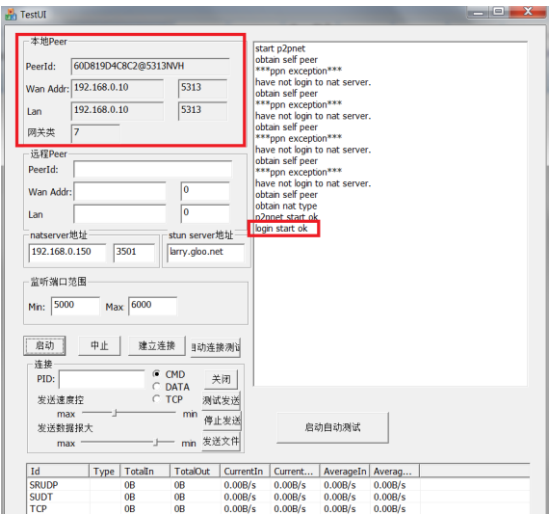 TestUI
本地Peer
PeerId: 60D819D4C8C2@5313NVH
Wan Addr: 192.168.0.10 5313
Lan 192.168.0.10 5313
网关类 7
远程Peer
PeerId:
Wan Addr: 0
Lan 0
natserver地址 stun server地址
192.168.0.150 3501 larry.gloo.net
监听端口范围
Min: 5000 Max 6000
启动 中止 建立连接 自动连接测试
连接
PID: CMD 关闭
DATA
TCP
发送速度控 测试发送
max min 停止发送
发送数据报大
max min 发送文件
start p2pnet
obtain self peer
***ppn exception***
have not login to nat server.
obtain self peer
***ppn exception***
have not login to nat server.
obtain self peer
***ppn exception***
have not login to nat server.
obtain self peer
***ppn exception***
have not login to nat server.
obtain self peer
obtain nat type
p2pnet start ok
login start ok
启动自动测试
Id Type TotalIn TotalOut CurrentIn Current... AverageIn Averag...
SRUDP 0B 0B 0.00B/s 0.00B/s 0.00B/s 0.00B/s
SUDT 0B 0B 0.00B/s 0.00B/s 0.00B/s 0.00B/s
TCP 0B 0B 0.00B/s 0.00B/s 0.00B/s 0.00B/s